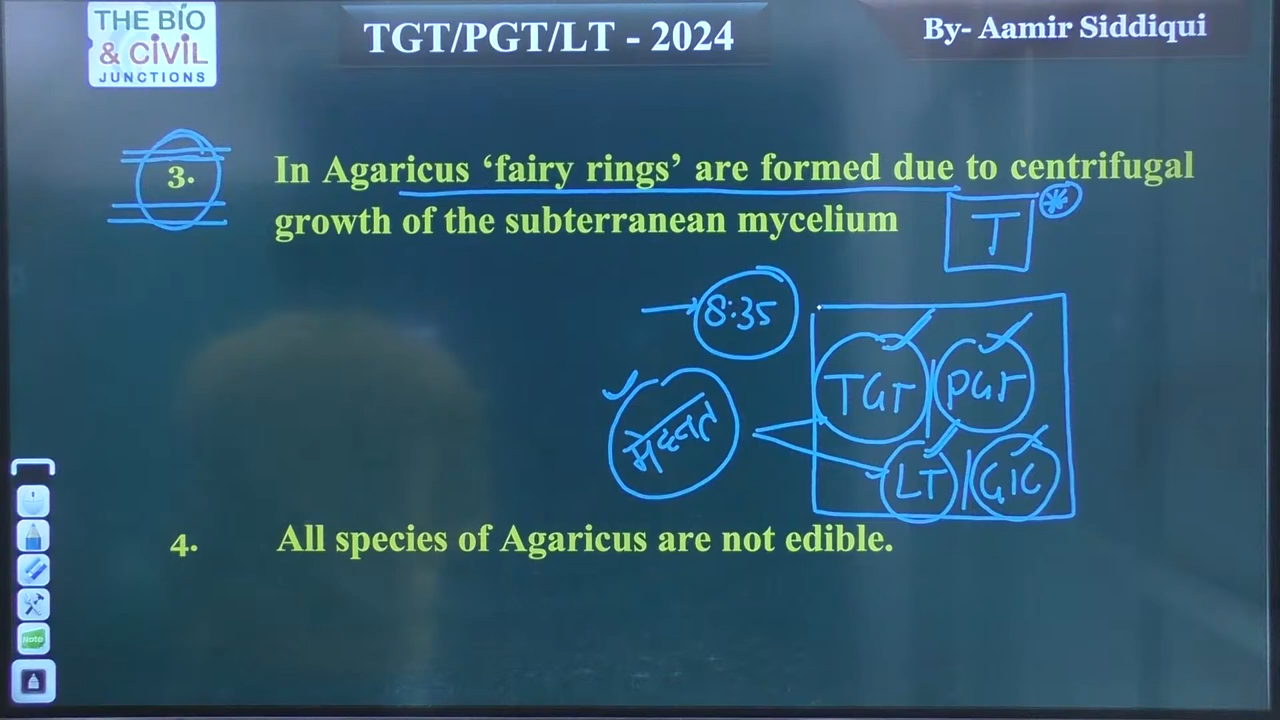 THE BIO
& CIVIL
JUNCTIONS
TGT/PGT/LT - 2024
By- Aamir Siddiqui
3. In Agaricus ‘fairy rings’ are formed due to centrifugal
growth of the subterranean mycelium
T
8:35
TGT/PGT
मेहनत
LT/GIC
4. All species of Agaricus are not edible.
Note